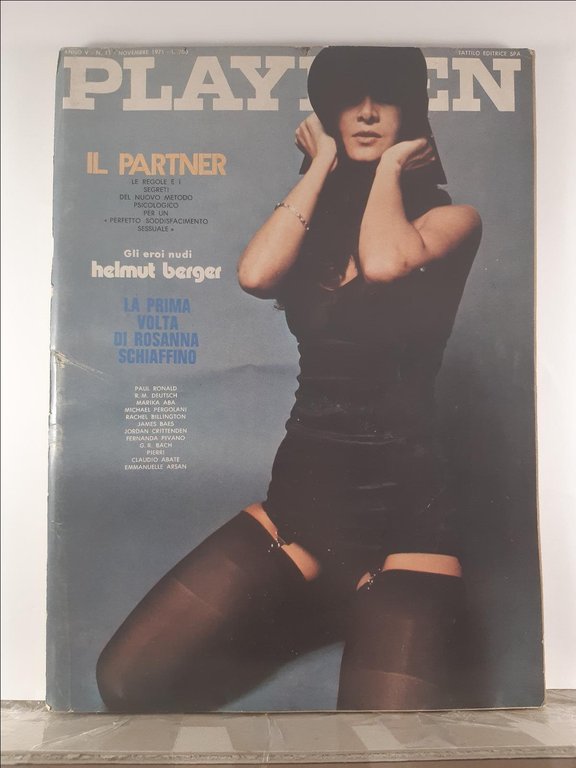 ANNO V - N. 11 - NOVEMBRE 1971 - L. 700
TATTILO EDITRICE SPA
PLAYMEN
IL PARTNER
LE REGOLE E I
SEGRETI
DEL NUOVO METODO
PSICOLOGICO
PER UN
« PERFETTO SODDISFACIMENTO
SESSUALE »
Gli eroi nudi
helmut berger
LA PRIMA
VOLTA
DI ROSANNA
SCHIAFFINO
PAUL RONALD
R. M. DEUTSCH
MARIKA ABA
MICHAEL PERGOLANI
RACHEL BILLINGTON
JAMES BAES
JORDAN CRITTENDEN
FERNANDA PIVANO
G. R. BACH
PIERRI
CLAUDIO ABATE
EMMANUELLE ARSAN